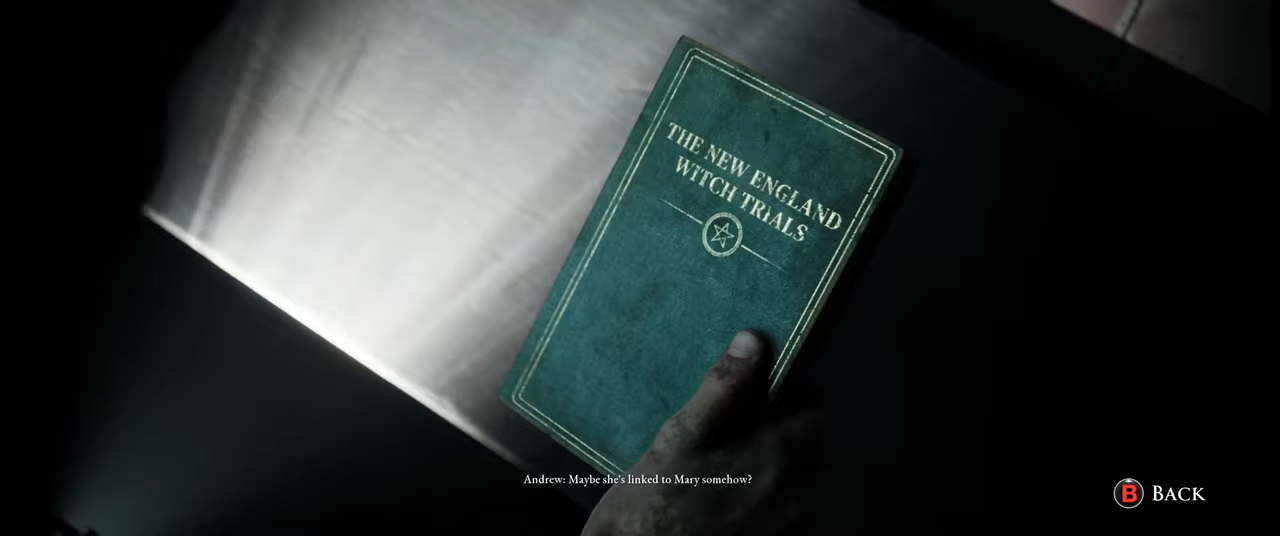 THE NEW ENGLAND
WITCH TRIALS
Andrew: Maybe she's linked to Mary somehow?
B BACK